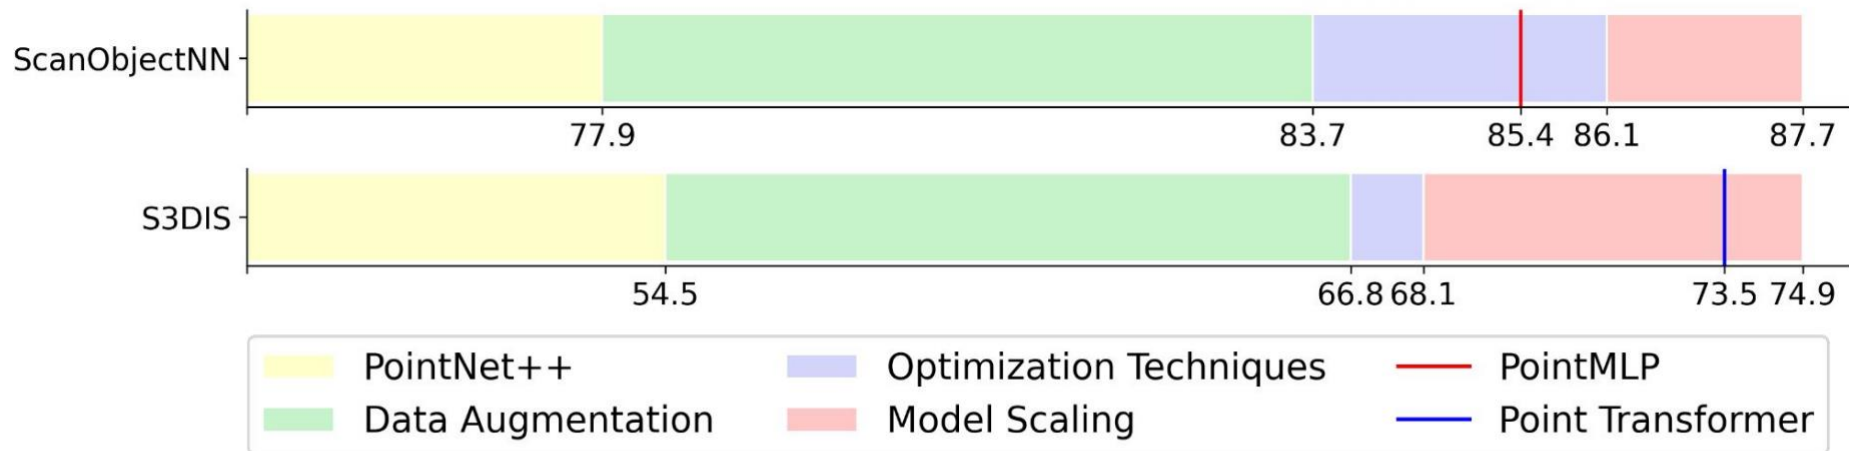 ScanObjectNN
77.9 83.7 85.4 86.1 87.7
S3DIS
54.5 66.8 68.1 73.5 74.9
PointNet++ Optimization Techniques PointMLP
Data Augmentation Model Scaling Point Transformer